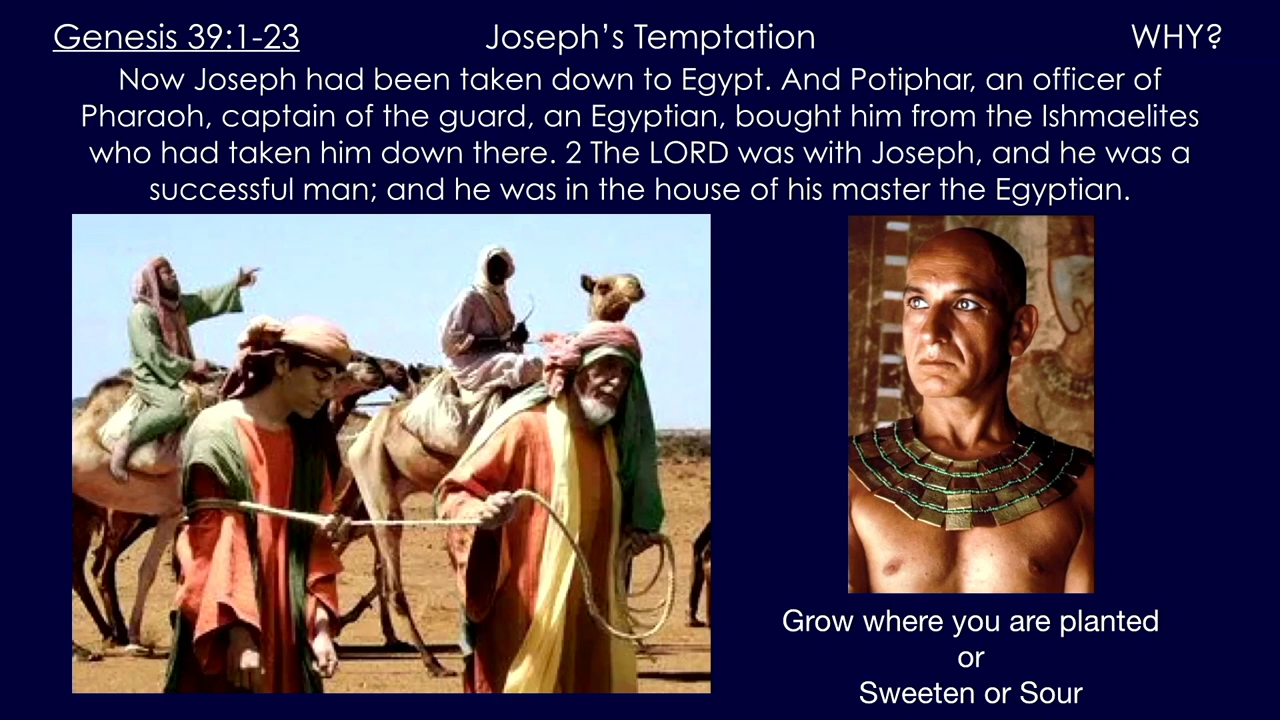 Genesis 39:1-23 Joseph’s Temptation WHY?
Now Joseph had been taken down to Egypt. And Potiphar, an officer of
Pharaoh, captain of the guard, an Egyptian, bought him from the Ishmaelites
who had taken him down there. 2 The LORD was with Joseph, and he was a
successful man; and he was in the house of his master the Egyptian.
Grow where you are planted
or
Sweeten or Sour